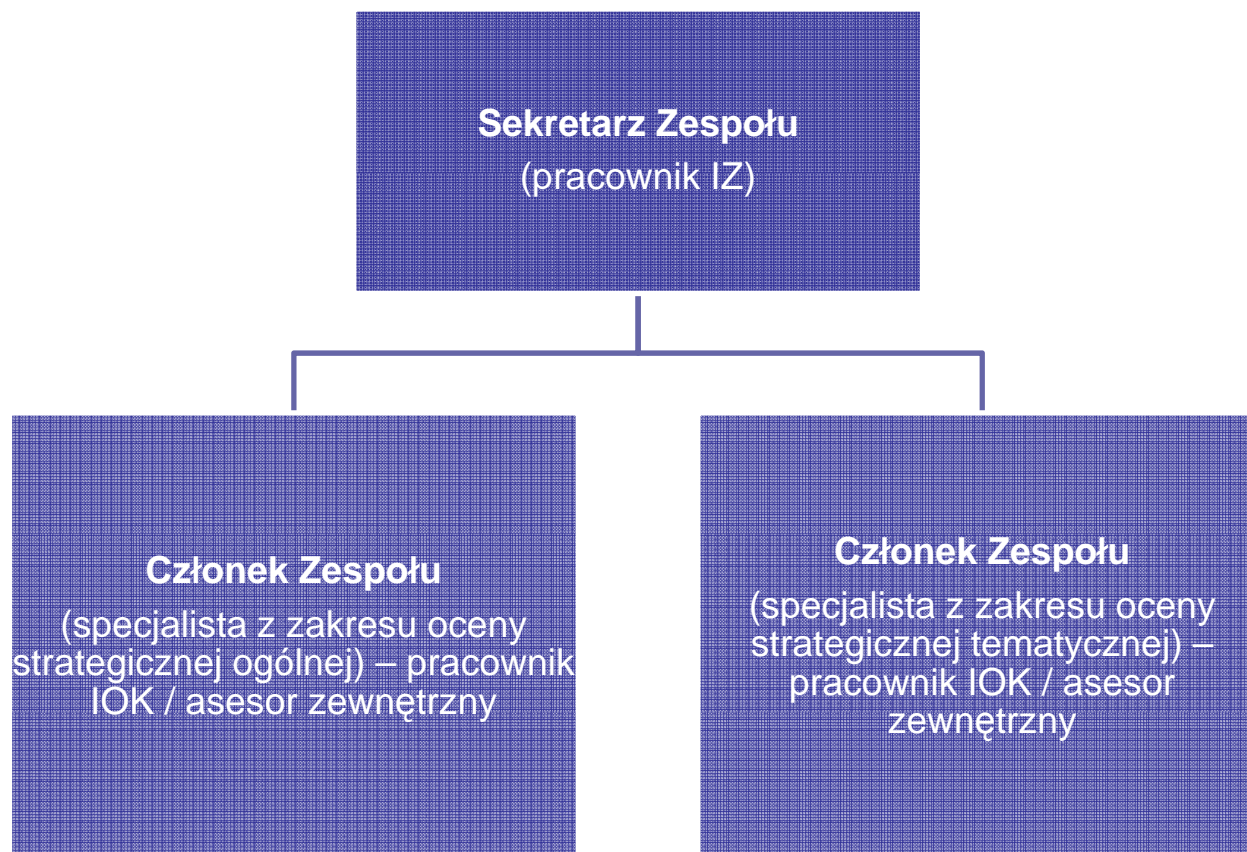 Sekretarz Zespołu
(pracownik IZ)
Członek Zespołu
(specjalista z zakresu oceny
strategicznej ogólnej) – pracownik
IOK / asesor zewnętrzny
Członek Zespołu
(specjalista z zakresu oceny
strategicznej tematycznej) –
pracownik IOK / asesor
zewnętrzny